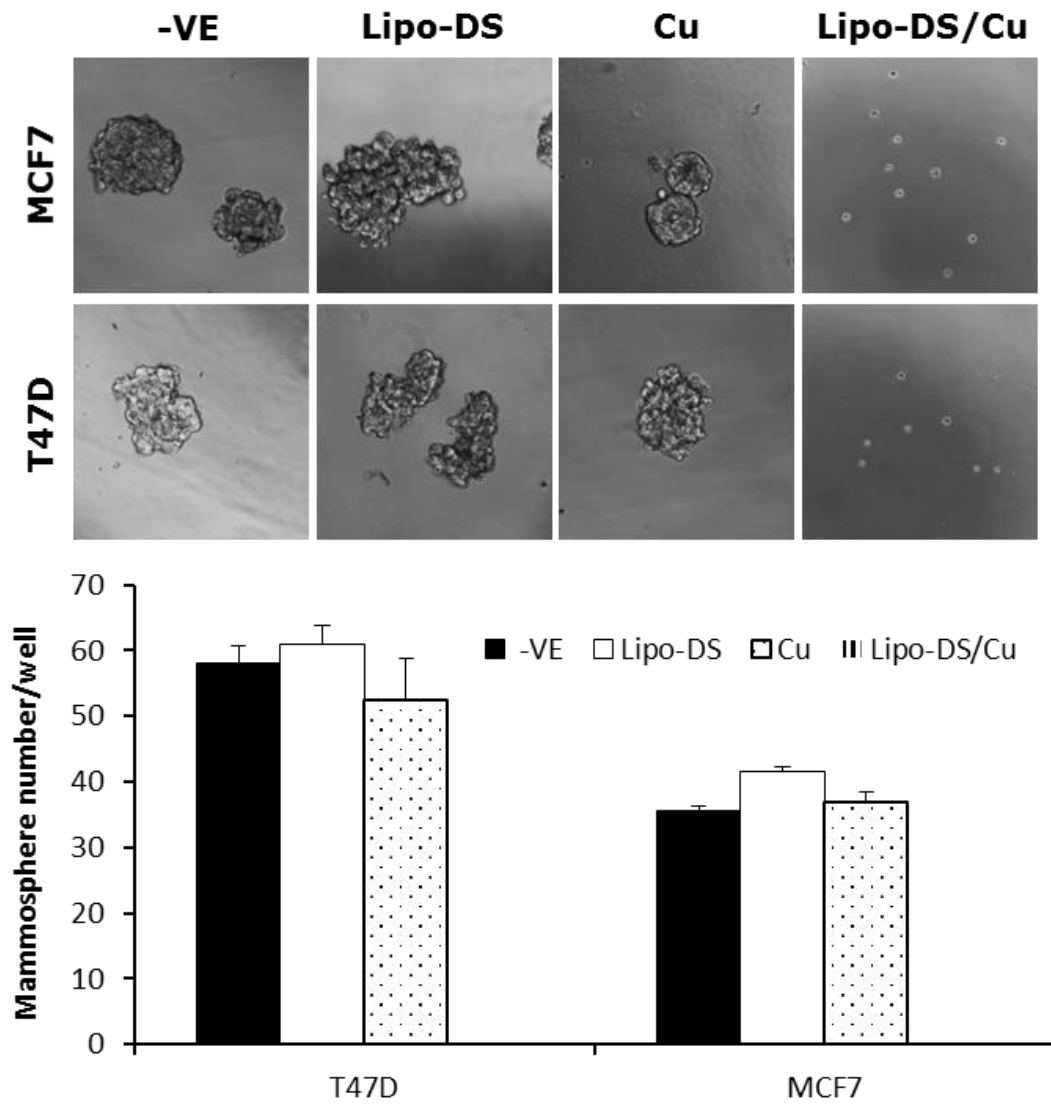 -VE Lipo-DS Cu Lipo-DS/Cu
MCF7
T47D
70
60
50
40
30
20
10
0
Mammosphere number/well
-VE Lipo-DS Cu Lipo-DS/Cu
T47D MCF7